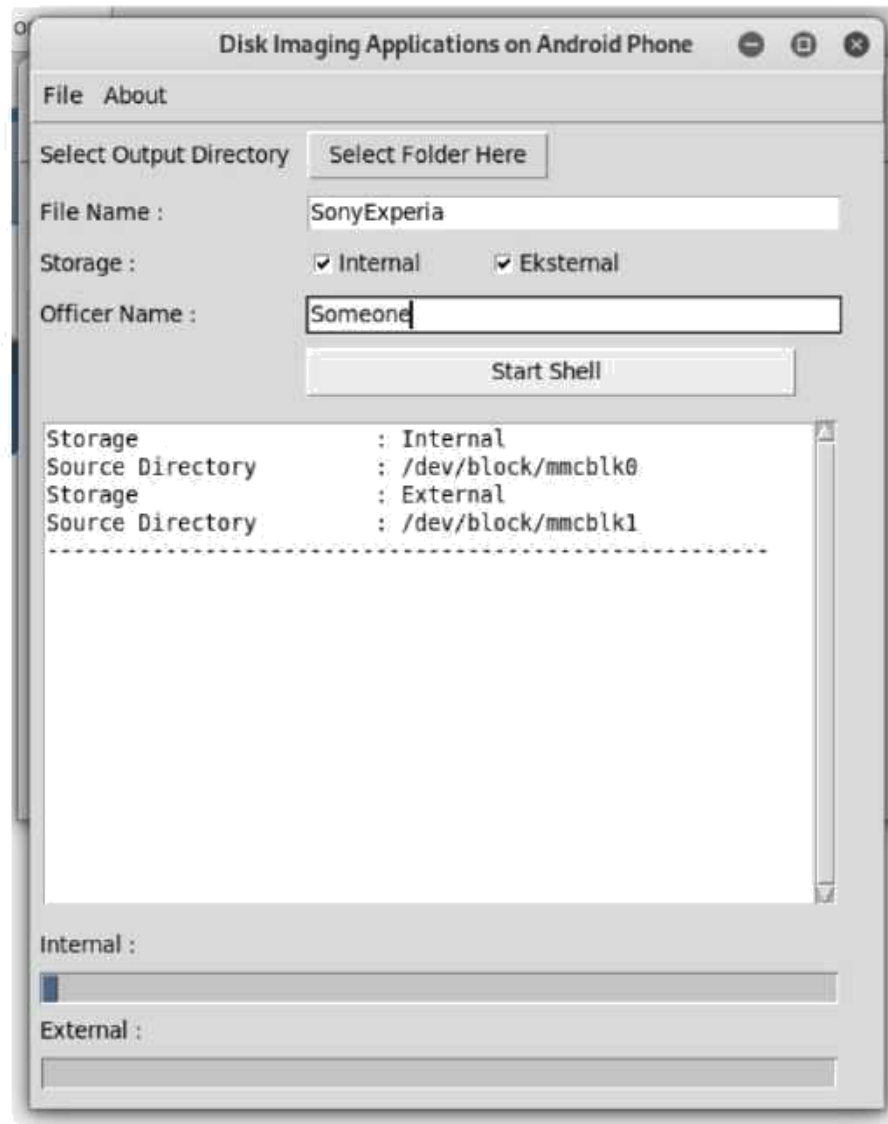 Disk Imaging Applications on Android Phone
File About
Select Output Directory Select Folder Here
File Name : SonyExperia
Storage : Internal Eksternal
Officer Name : Someone
Start Shell
Storage : Internal
Source Directory : /dev/block/mmcblk0
Storage : External
Source Directory : /dev/block/mmcblk1
-------------------------------------------------------
Internal :
External :